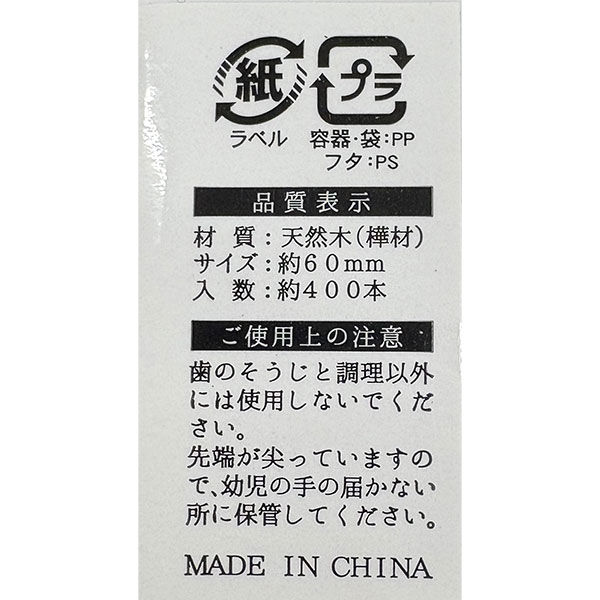 紙 プラ
ラベル 容器・袋:PP
フタ:PS
品質表示
材質:天然木(樺材)
サイズ:約60mm
入数:約400本
ご使用上の注意
歯のそうじと調理以外
には使用しないでくだ
さい。
先端が尖っていますの
で、幼児の手の届かない
所に保管してください。
MADE IN CHINA